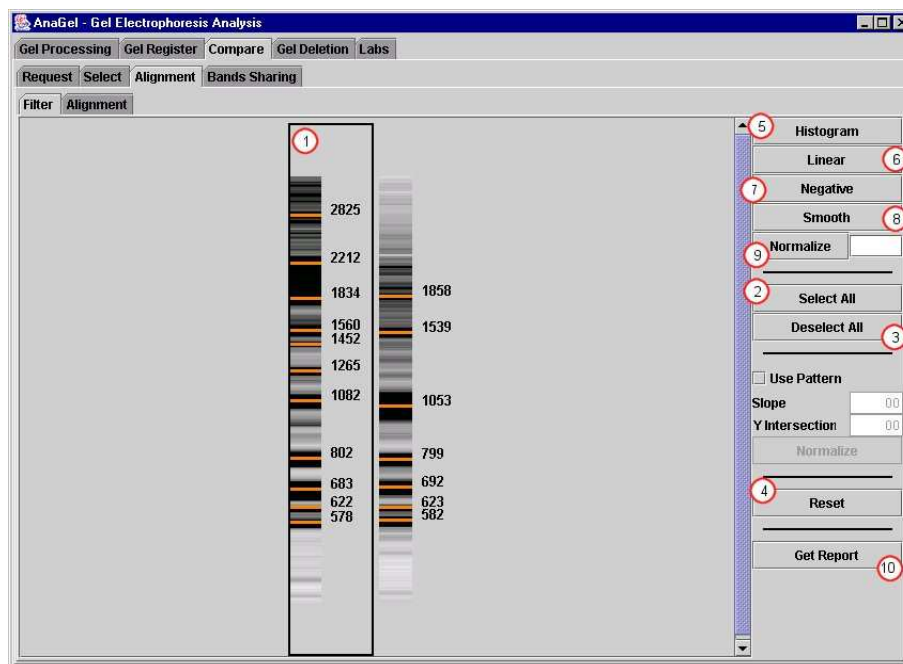 AnaGel - Gel Electrophoresis Analysis
Gel Processing Gel Register Compare Gel Deletion Labs
Request Select Alignment Bands Sharing
Filter Alignment
1
2825
2212
1834
1560
1452
1265
1082
802
683
622
578
1858
1539
1053
799
692
623
582
5 Histogram
Linear 6
7 Negative
Smooth 8
Normalize
9
2 Select All
Deselect All
3
Use Pattern
Slope 00
Y Intersection 00
Normalize
4 Reset
Get Report
10